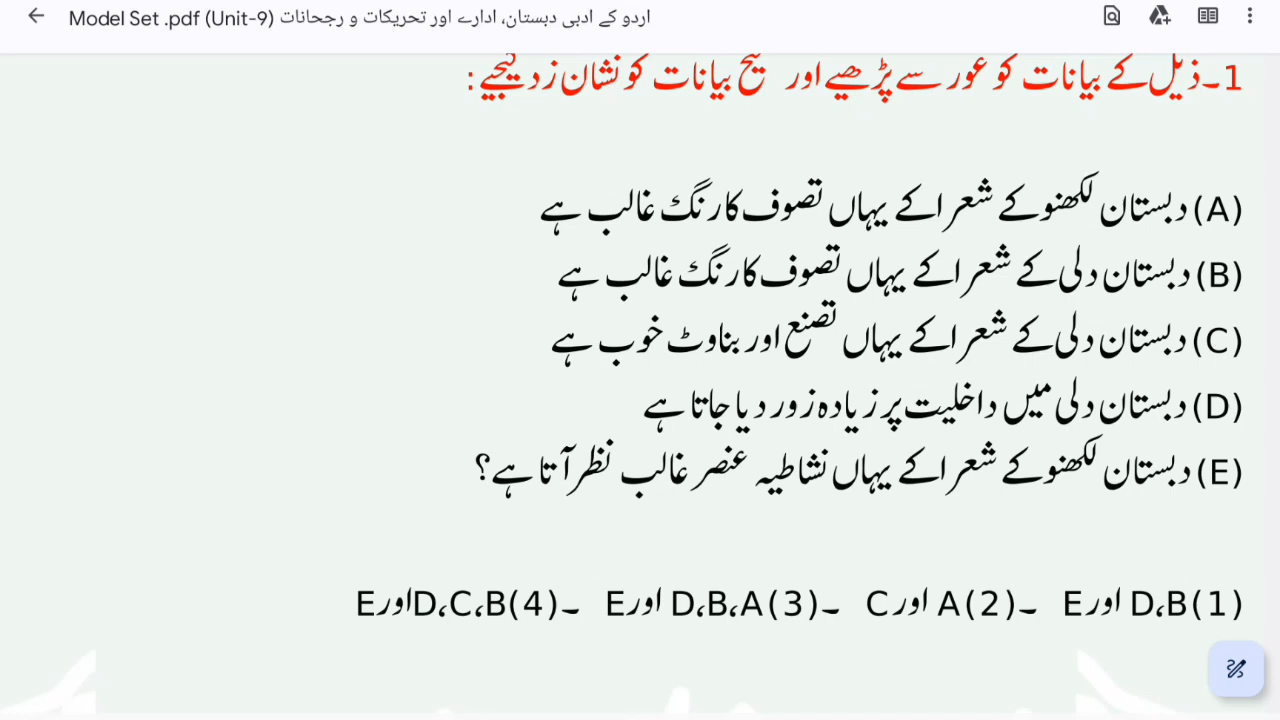 اردو کے ادبی دبستان، ادارے اور تحریکات و رجحانات Model Set .pdf (Unit-9)
1۔ذیل کے بیانات کو غور سے پڑھیے اور صحیح بیانات کو نشان زد کیجیے:
(A) دبستان لکھنو کے شعرا کے یہاں تصوف کا رنگ غالب ہے
(B) دبستان دلی کے شعرا کے یہاں تصوف کا رنگ غالب ہے
(C) دبستان دلی کے شعرا کے یہاں تصنع اور بناوٹ خوب ہے
(D) دبستان دلی میں داخلیت پر زیادہ زور دیا جاتا ہے
(E) دبستان لکھنو کے شعرا کے یہاں نشاطیہ عنصر غالب نظر آتا ہے؟
(1)D،B اور E ۔(2)A اور C ۔(3)D،B،A اور E ۔(4)D،C،B اور E